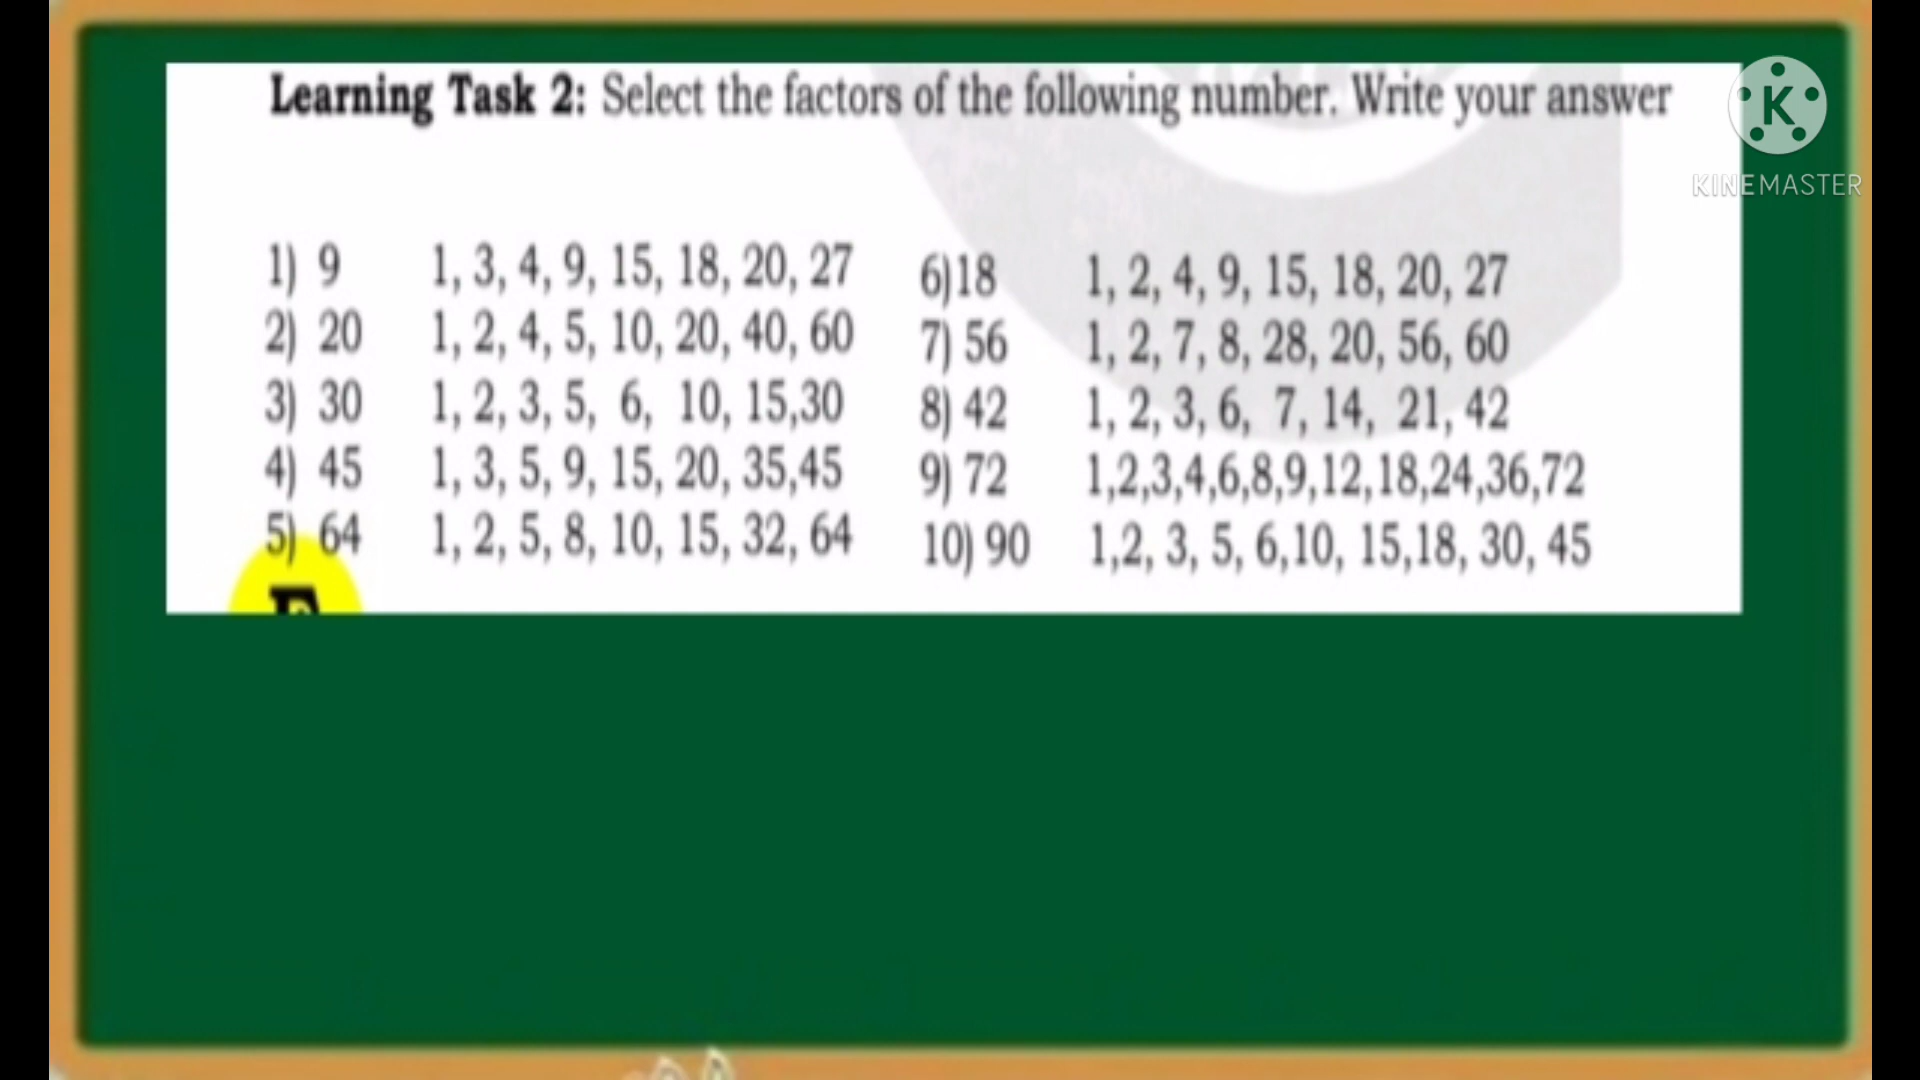 Learning Task 2: Select the factors of the following number. Write your answer
K
KINEMASTER
1) 9 1, 3, 4, 9, 15, 18, 20, 27
2) 20 1, 2, 4, 5, 10, 20, 40, 60
3) 30 1, 2, 3, 5, 6, 10, 15,30
4) 45 1, 3, 5, 9, 15, 20, 35,45
5) 64 1, 2, 5, 8, 10, 15, 32, 64
6)18 1, 2, 4, 9, 15, 18, 20, 27
7) 56 1, 2, 7, 8, 28, 20, 56, 60
8) 42 1, 2, 3, 6, 7, 14, 21, 42
9) 72 1,2,3,4,6,8,9,12,18,24,36,72
10) 90 1,2, 3, 5, 6,10, 15,18, 30, 45